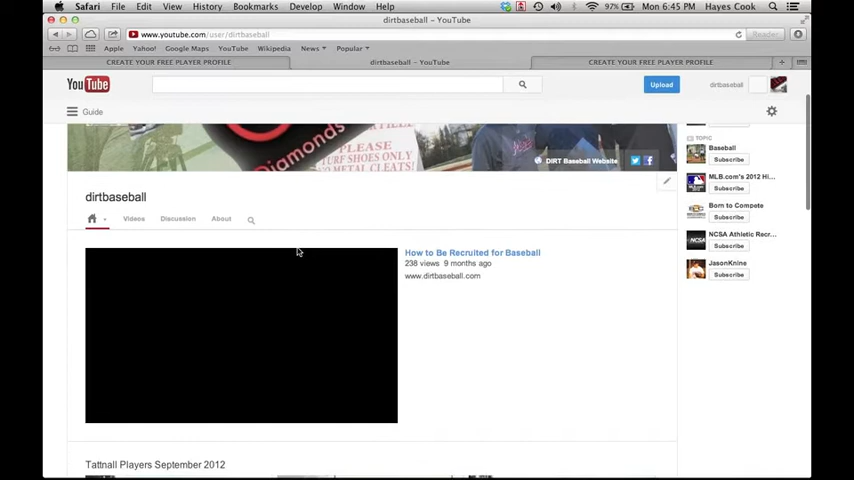 Safari File Edit View History Bookmarks Develop Window Help
97% Mon 6:45 PM Hayes Cook
dirtbaseball – YouTube
www.youtube.com/user/dirtbaseball
Reader
Apple Yahoo! Google Maps YouTube Wikipedia News Popular
CREATE YOUR FREE PLAYER PROFILE
dirtbaseball – YouTube
CREATE YOUR FREE PLAYER PROFILE
YouTube
Upload
dirtbaseball
Guide
Diamonds
PLEASE
TURF SHOES ONLY
NO METAL CLEATS!
DIRT Baseball Website
TOPIC
Baseball
Subscribe
MLB.com's 2012 Hi...
Subscribe
Born to Compete
Subscribe
NCSA Athletic Recr...
Subscribe
JasonKnine
Subscribe
dirtbaseball
Videos Discussion About
How to Be Recruited for Baseball
238 views 9 months ago
www.dirtbaseball.com
Tattnall Players September 2012